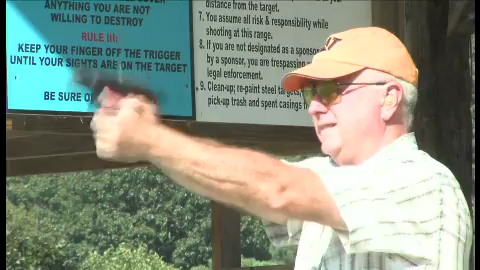 ANYTHING YOU ARE NOT
WILLING TO DESTROY
RULE III:
KEEP YOUR FINGER OFF THE TRIGGER
UNTIL YOUR SIGHTS ARE ON THE TARGET
BE SURE O
distance from the target.
7. You assume all risk & responsibility while
shooting at this range.
8. If you are not designated as a sponsor
by a sponsor, you are trespassing
legal enforcement.
9. Clean-up; re-paint steel targets,
pick-up trash and spent casings